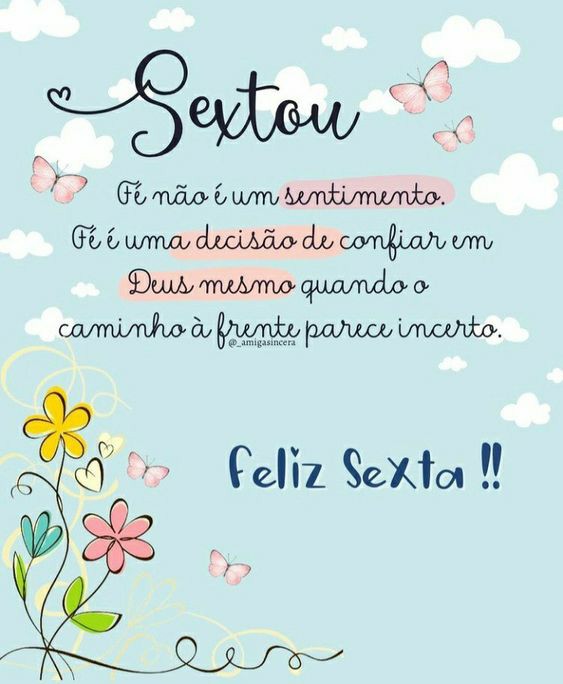 Sextou
Fé não é um sentimento.
Fé é uma decisão de confiar em
Deus mesmo quando o
caminho à frente parece incerto.
@_amigasincera
Feliz Sexta !!